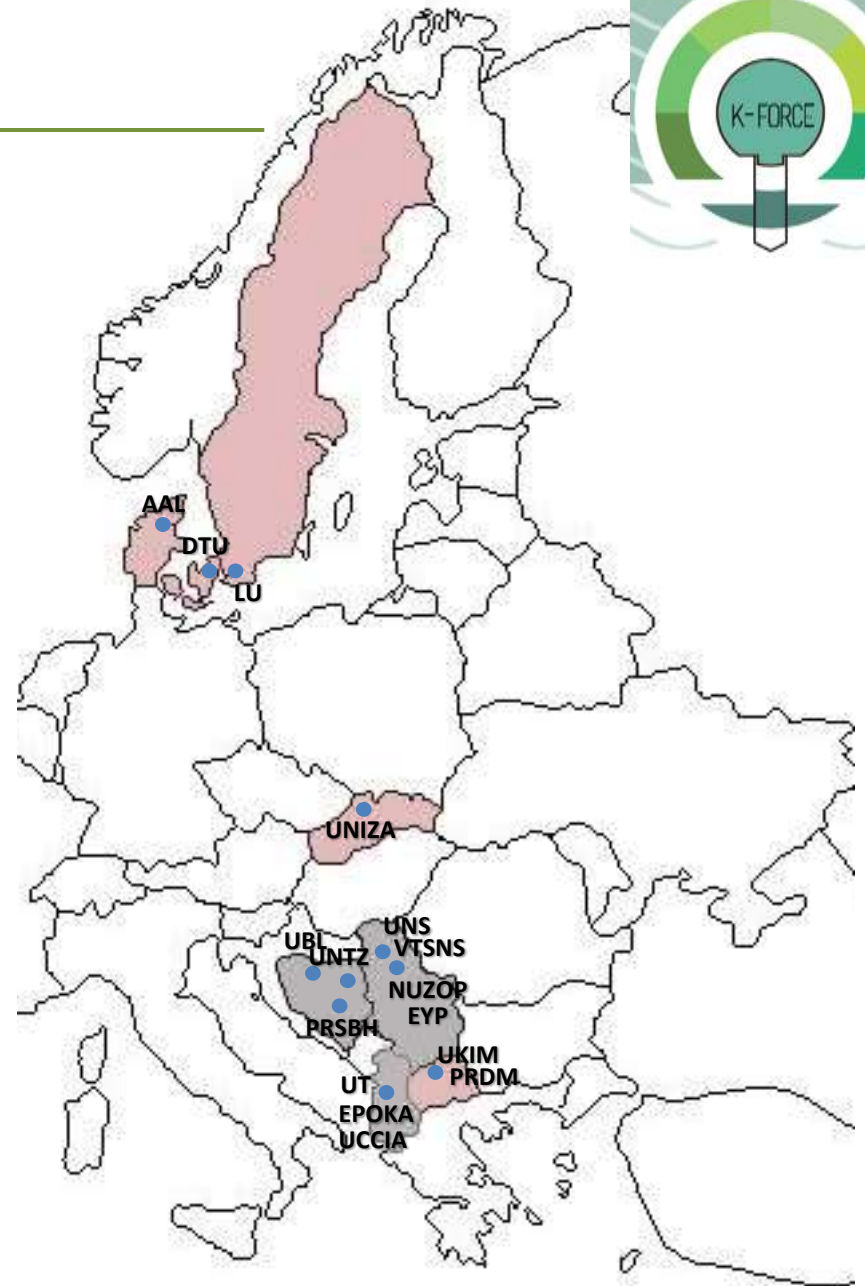 K-FORCE
AAL
DTU
LU
UNIZA
UNS
UBL
VTSNS
UNTZ
NUZOP
EYP
PRSBH
UKIM
PRDM
UT
EPOKA
UCCIA